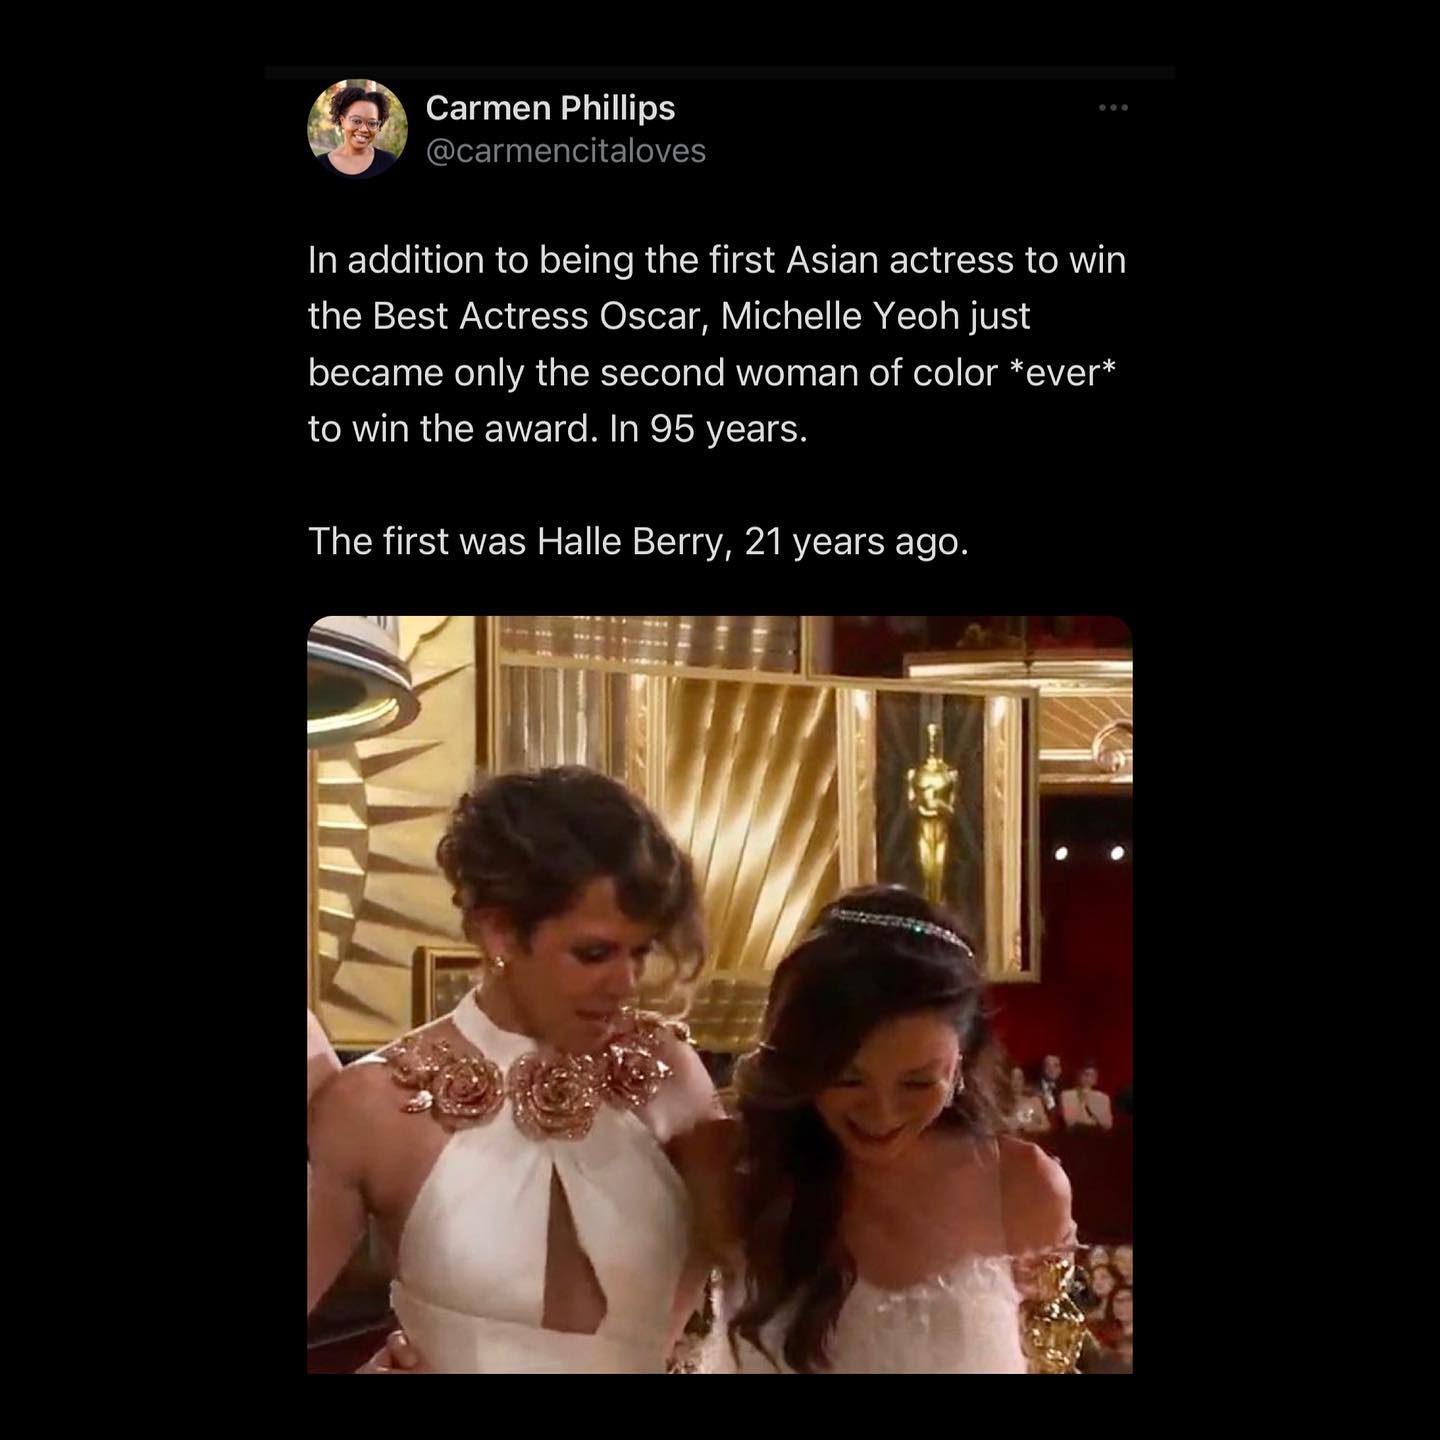 Carmen Phillips
@carmencitaloves
In addition to being the first Asian actress to win
the Best Actress Oscar, Michelle Yeoh just
became only the second woman of color *ever*
to win the award. In 95 years.
The first was Halle Berry, 21 years ago.